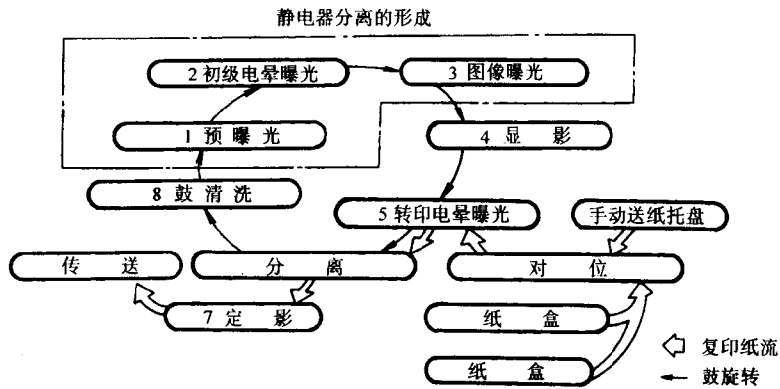 静电器分离的形成
2 初级电晕曝光
3 图像曝光
1 预曝光
4 显影
8 鼓清洗
5 转印电晕曝光
手动送纸托盘
传送
分离
对位
7 定影
纸盒
纸盒
复印纸流
鼓旋转